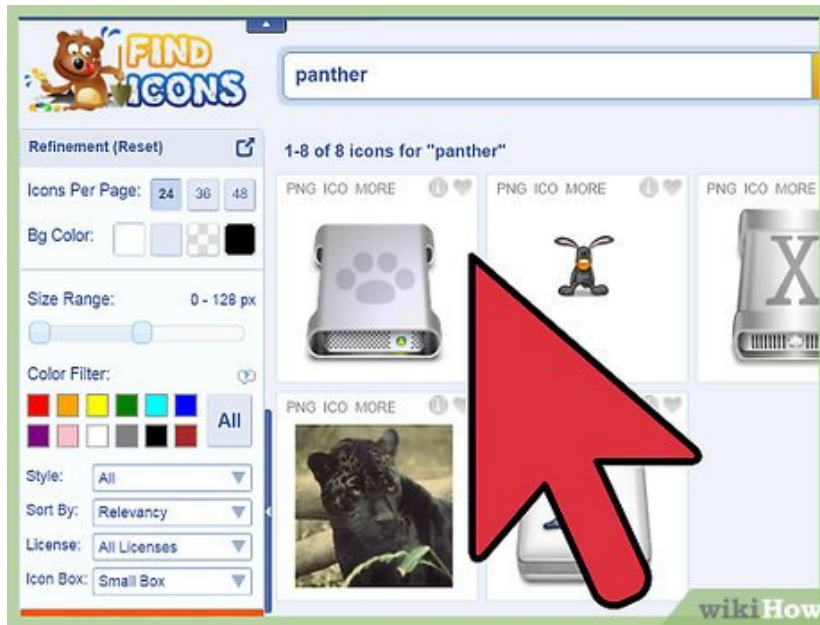 FIND
ICONS
panther
Refinement (Reset)
1-8 of 8 icons for "panther"
Icons Per Page: 24 36 48
Bg Color:
Size Range: 0 - 128 px
Color Filter:
All
Style: All
Sort By: Relevancy
License: All Licenses
Icon Box: Small Box
PNG ICO MORE
PNG ICO MORE
PNG ICO MORE
X
PNG ICO MORE
wikiHow